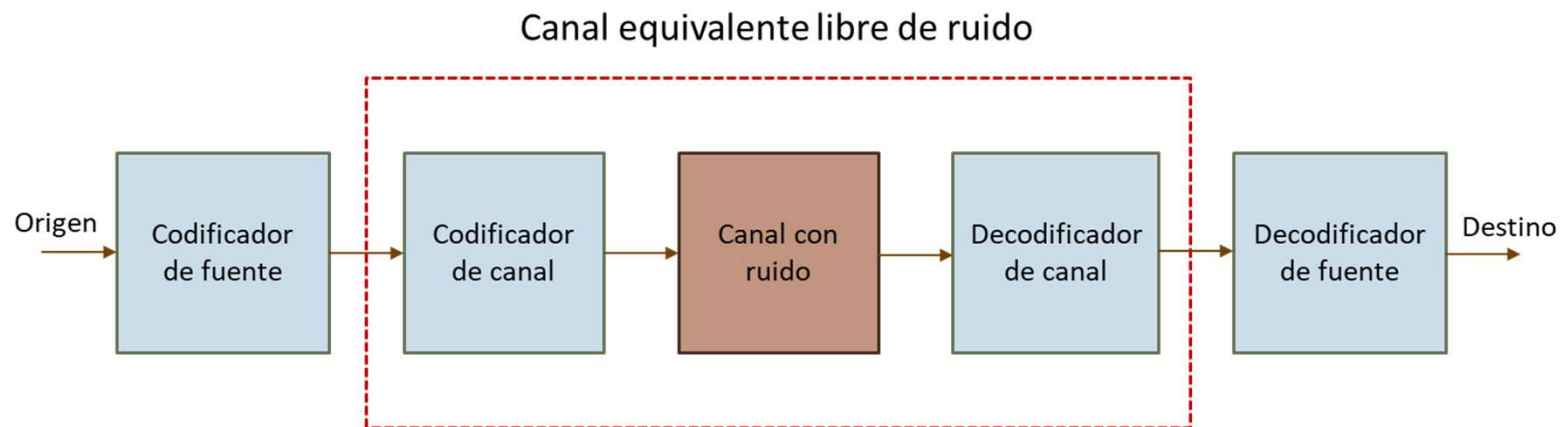 Canal equivalente libre de ruido
Origen
Codificador
de fuente
Codificador
de canal
Canal con
ruido
Decodificador
de canal
Decodificador
de fuente
Destino